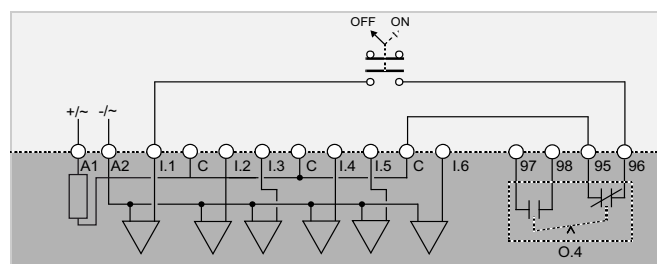 OFF ON
+/~ -/~
A1 A2 I.1 C I.2 I.3 C I.4 I.5 C I.6 97 98 95 96
O.4